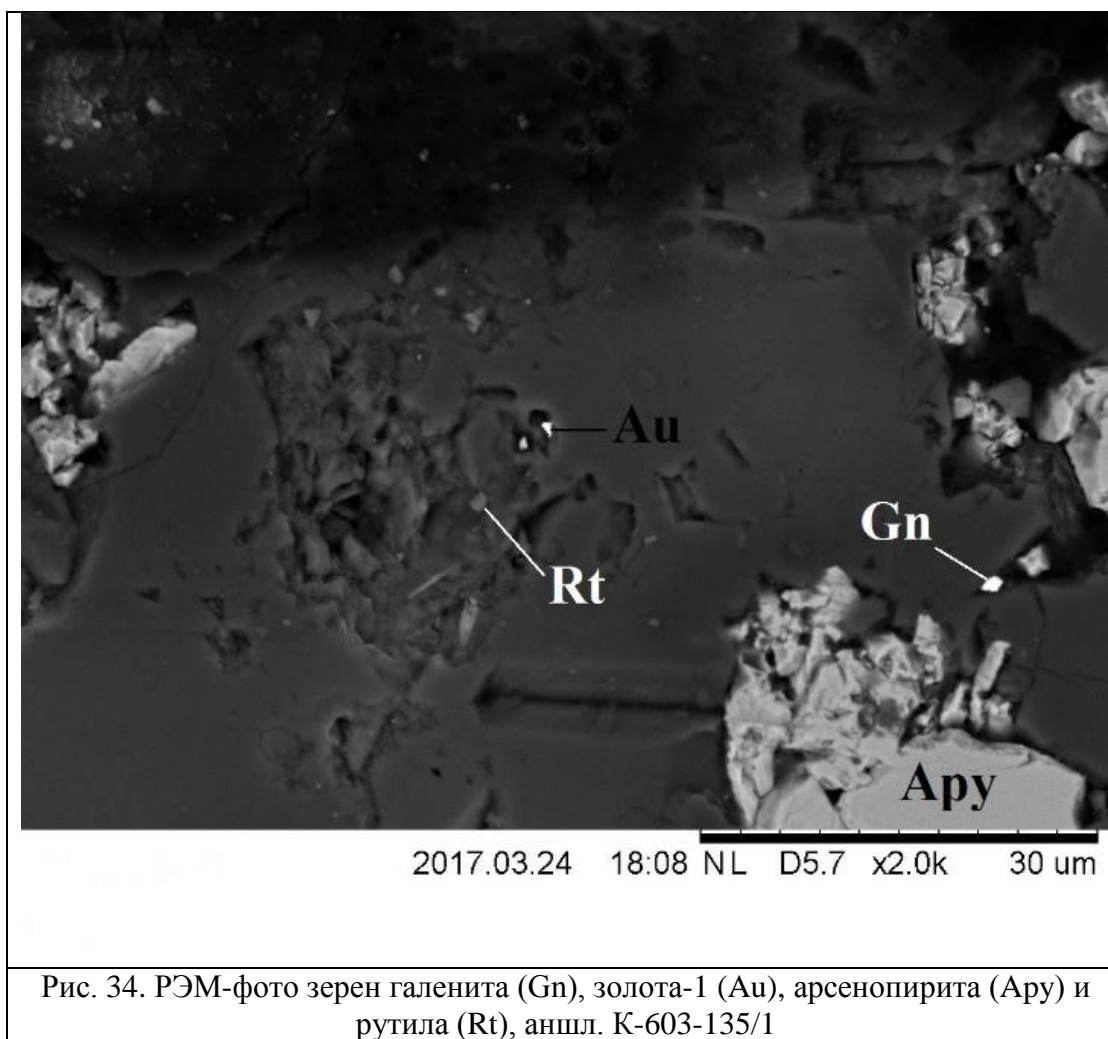 Au
Gn
Rt
Apy
2017.03.24 18:08 NL D5.7 x2.0k 30 um
Рис. 34. РЭМ-фото зерен галенита (Gn), золота-1 (Au), арсенопирита (Apy) и
рутила (Rt), аншл. К-603-135/1